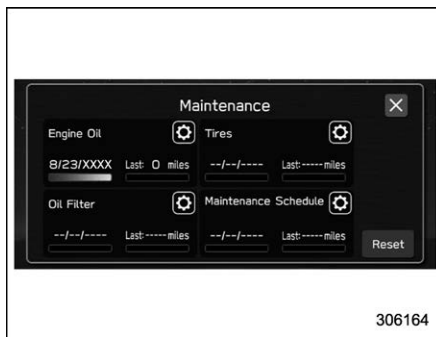 Maintenance
Engine Oil
8/23/XXXX Last: 0 miles
Tires
--/--/---- Last:----- miles
Oil Filter
--/--/---- Last:----- miles
Maintenance Schedule
--/--/---- Last:----- miles
Reset
306164